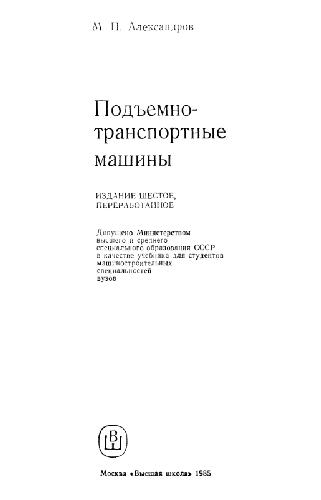 М. П. Александров
Подъемно-
транспортные
машины
ИЗДАНИЕ ШЕСТОЕ,
ПЕРЕРАБОТАННОЕ
Допущено Министерством
высшего и среднего
специального образования СССР
в качестве учебника для студентов
машиностроительных
специальностей
вузов
Москва «Высшая школа» 1985